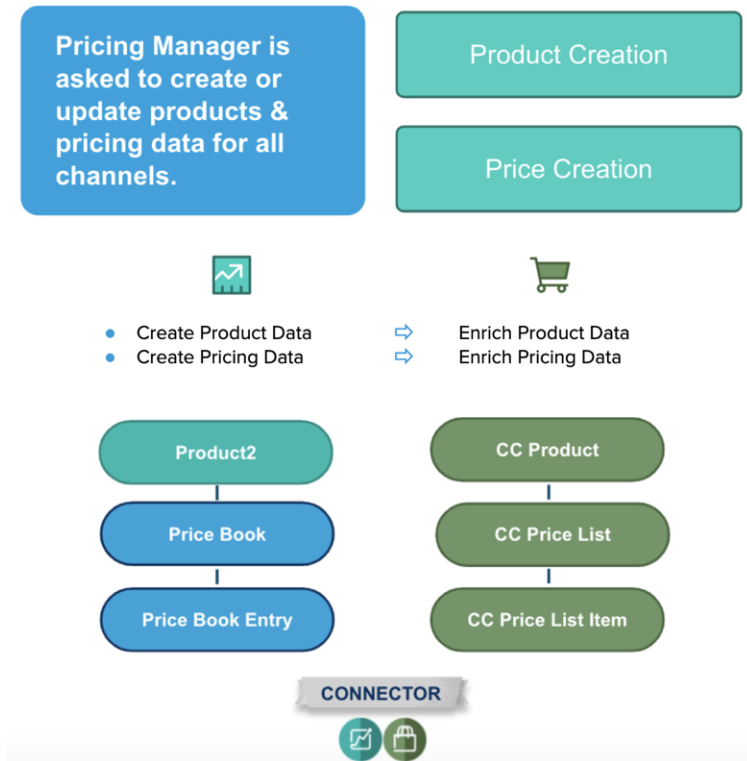 Pricing Manager is
asked to create or
update products &
pricing data for all
channels.
Product Creation
Price Creation
• Create Product Data
• Create Pricing Data
⇨ Enrich Product Data
⇨ Enrich Pricing Data
Product2
Price Book
Price Book Entry
CC Product
CC Price List
CC Price List Item
CONNECTOR